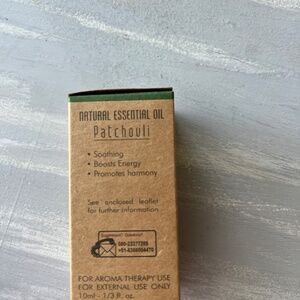 NATURAL ESSENTIAL OIL
Patchouli
• Soothing
• Boosts Energy
• Promotes harmony
See enclosed leaflet
for further information
FOR AROMA THERAPY USE
FOR EXTERNAL USE ONLY
10ml - 1/3 fl. oz.